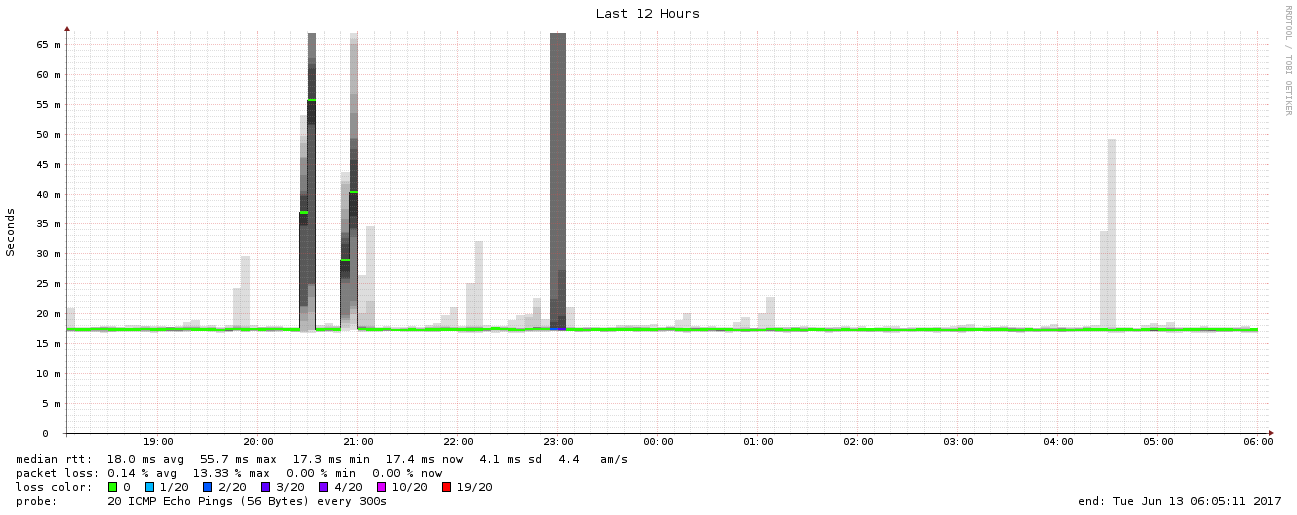 Last 12 Hours
RRDTOOL / TOBI OETIKER
65 m
60 m
55 m
50 m
45 m
40 m
35 m
30 m
25 m
20 m
15 m
10 m
5 m
0
Seconds
19:00 20:00 21:00 22:00 23:00 00:00 01:00 02:00 03:00 04:00 05:00 06:00
median rtt: 18.0 ms avg 55.7 ms max 17.3 ms min 17.4 ms now 4.1 ms sd 4.4 am/s
packet loss: 0.14 % avg 13.33 % max 0.00 % min 0.00 % now
loss color: 0 1/20 2/20 3/20 4/20 10/20 19/20
probe: 20 ICMP Echo Pings (56 Bytes) every 300s end: Tue Jun 13 06:05:11 2017